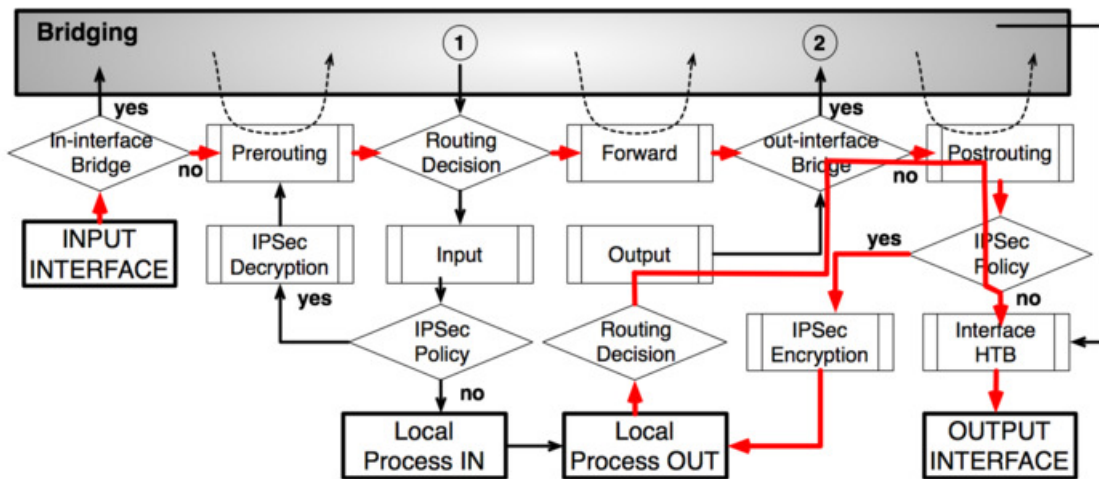 Bridging
1
2
yes
yes
In-interface
Bridge
no
Prerouting
Routing
Decision
Forward
out-interface
Bridge
no
Postrouting
INPUT
INTERFACE
IPSec
Decryption
yes
Input
Output
yes
IPSec
Policy
no
IPSec
Policy
no
Routing
Decision
IPSec
Encryption
Interface
HTB
Local
Process IN
Local
Process OUT
OUTPUT
INTERFACE